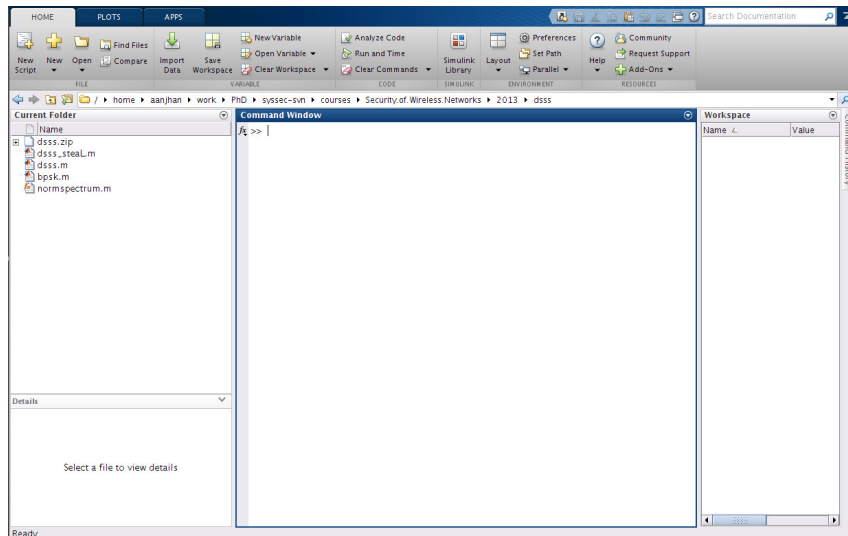 HOME PLOTS APPS Search Documentation
New Script New Open Find Files Compare Import Data Save Workspace New Variable Open Variable Clear Workspace Analyze Code Run and Time Clear Commands Simulink Library Layout Preferences Set Path Parallel Help Community Request Support Add-Ons
FILE VARIABLE CODE SIMULINK ENVIRONMENT RESOURCES
/ home aanjhan work PhD syssec-svn courses Security.of.Wireless.Networks 2013 dsss
Current Folder Command Window Workspace
Name fx >> Name Value
dsss.zip
dsss_steal.m
dsss.m
bpsk.m
normspectrum.m
Command History
Details
Select a file to view details
Ready